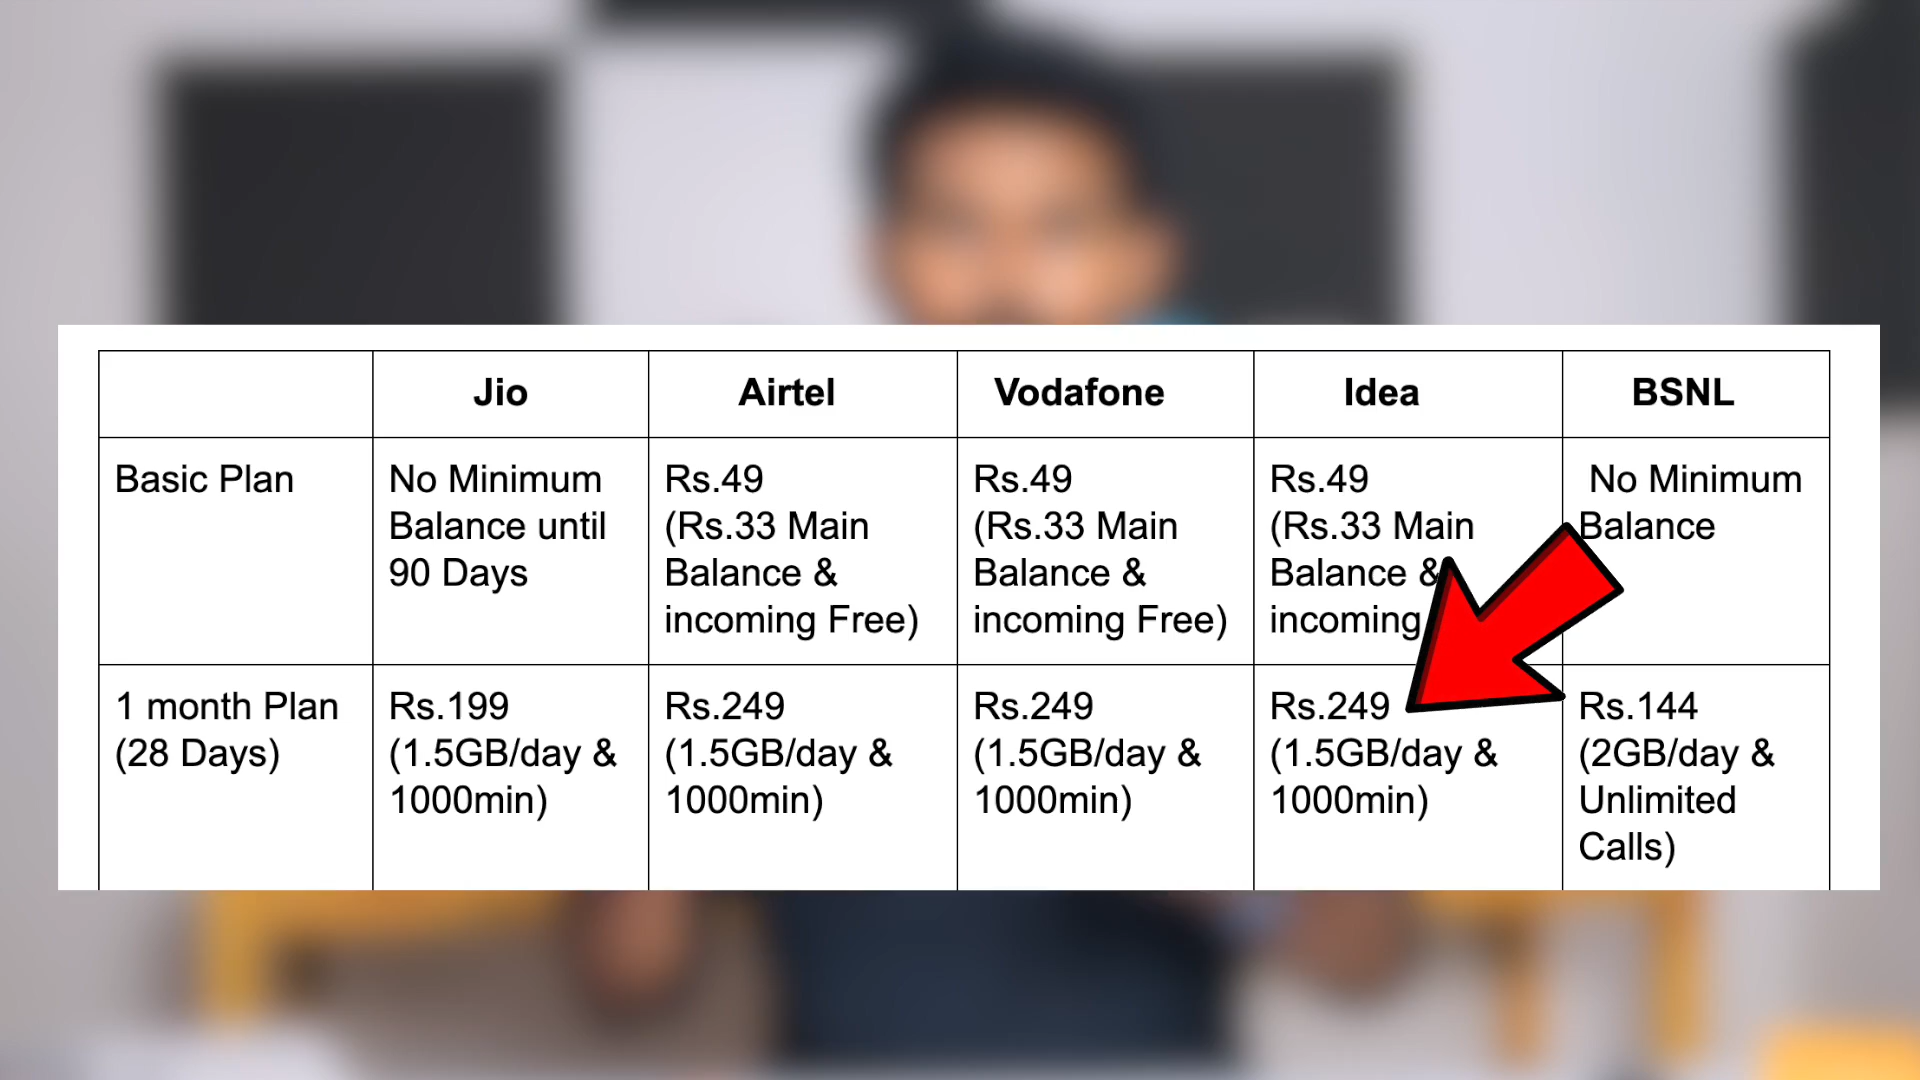 Jio Airtel Vodafone Idea BSNL
Basic Plan
No Minimum
Balance until
90 Days
Rs.49
(Rs.33 Main
Balance &
incoming Free)
Rs.49
(Rs.33 Main
Balance &
incoming Free)
Rs.49
(Rs.33 Main
Balance &
incoming
No Minimum
Balance
1 month Plan
(28 Days)
Rs.199
(1.5GB/day &
1000min)
Rs.249
(1.5GB/day &
1000min)
Rs.249
(1.5GB/day &
1000min)
Rs.249
(1.5GB/day &
1000min)
Rs.144
(2GB/day &
Unlimited
Calls)